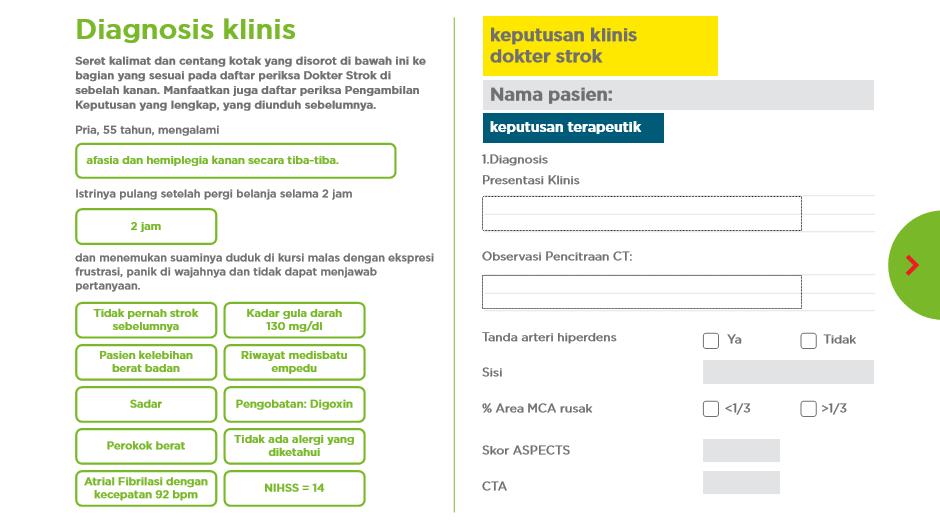 Diagnosis klinis
Seret kalimat dan centang kotak yang disorot di bawah ini ke
bagian yang sesuai pada daftar periksa Dokter Strok di
sebelah kanan. Manfaatkan juga daftar periksa Pengambilan
Keputusan yang lengkap, yang diunduh sebelumnya.
Pria, 55 tahun, mengalami
afasia dan hemiplegia kanan secara tiba-tiba.
Istrinya pulang setelah pergi belanja selama 2 jam
2 jam
dan menemukan suaminya duduk di kursi malas dengan ekspresi
frustrasi, panik di wajahnya dan tidak dapat menjawab
pertanyaan.
Tidak pernah strok
sebelumnya
Kadar gula darah
130 mg/dl
Pasien kelebihan
berat badan
Riwayat medisbatu
empedu
Sadar
Pengobatan: Digoxin
Perokok berat
Tidak ada alergi yang
diketahui
Atrial Fibrilasi dengan
kecepatan 92 bpm
NIHSS = 14
keputusan klinis
dokter strok
Nama pasien:
keputusan terapeutik
1.Diagnosis
Presentasi Klinis
Observasi Pencitraan CT:
Tanda arteri hiperdens
Ya
Tidak
Sisi
% Area MCA rusak
<1/3
>1/3
Skor ASPECTS
CTA